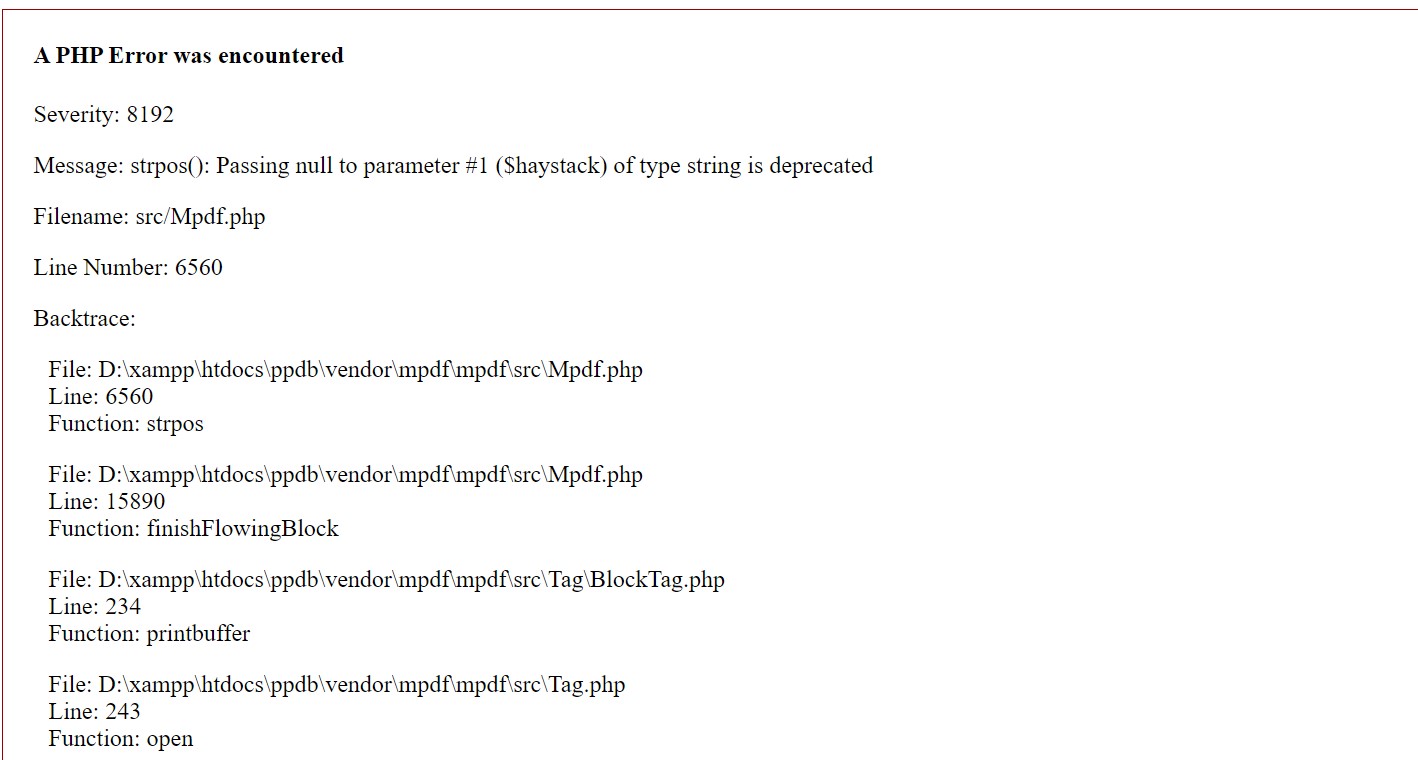 A PHP Error was encountered
Severity: 8192
Message: strpos(): Passing null to parameter #1 ($haystack) of type string is deprecated
Filename: src/Mpdf.php
Line Number: 6560
Backtrace:
File: D:\xampp\htdocs\ppdb\vendor\mpdf\mpdf\src\Mpdf.php
Line: 6560
Function: strpos
File: D:\xampp\htdocs\ppdb\vendor\mpdf\mpdf\src\Mpdf.php
Line: 15890
Function: finishFlowingBlock
File: D:\xampp\htdocs\ppdb\vendor\mpdf\mpdf\src\Tag\BlockTag.php
Line: 234
Function: printbuffer
File: D:\xampp\htdocs\ppdb\vendor\mpdf\mpdf\src\Tag.php
Line: 243
Function: open